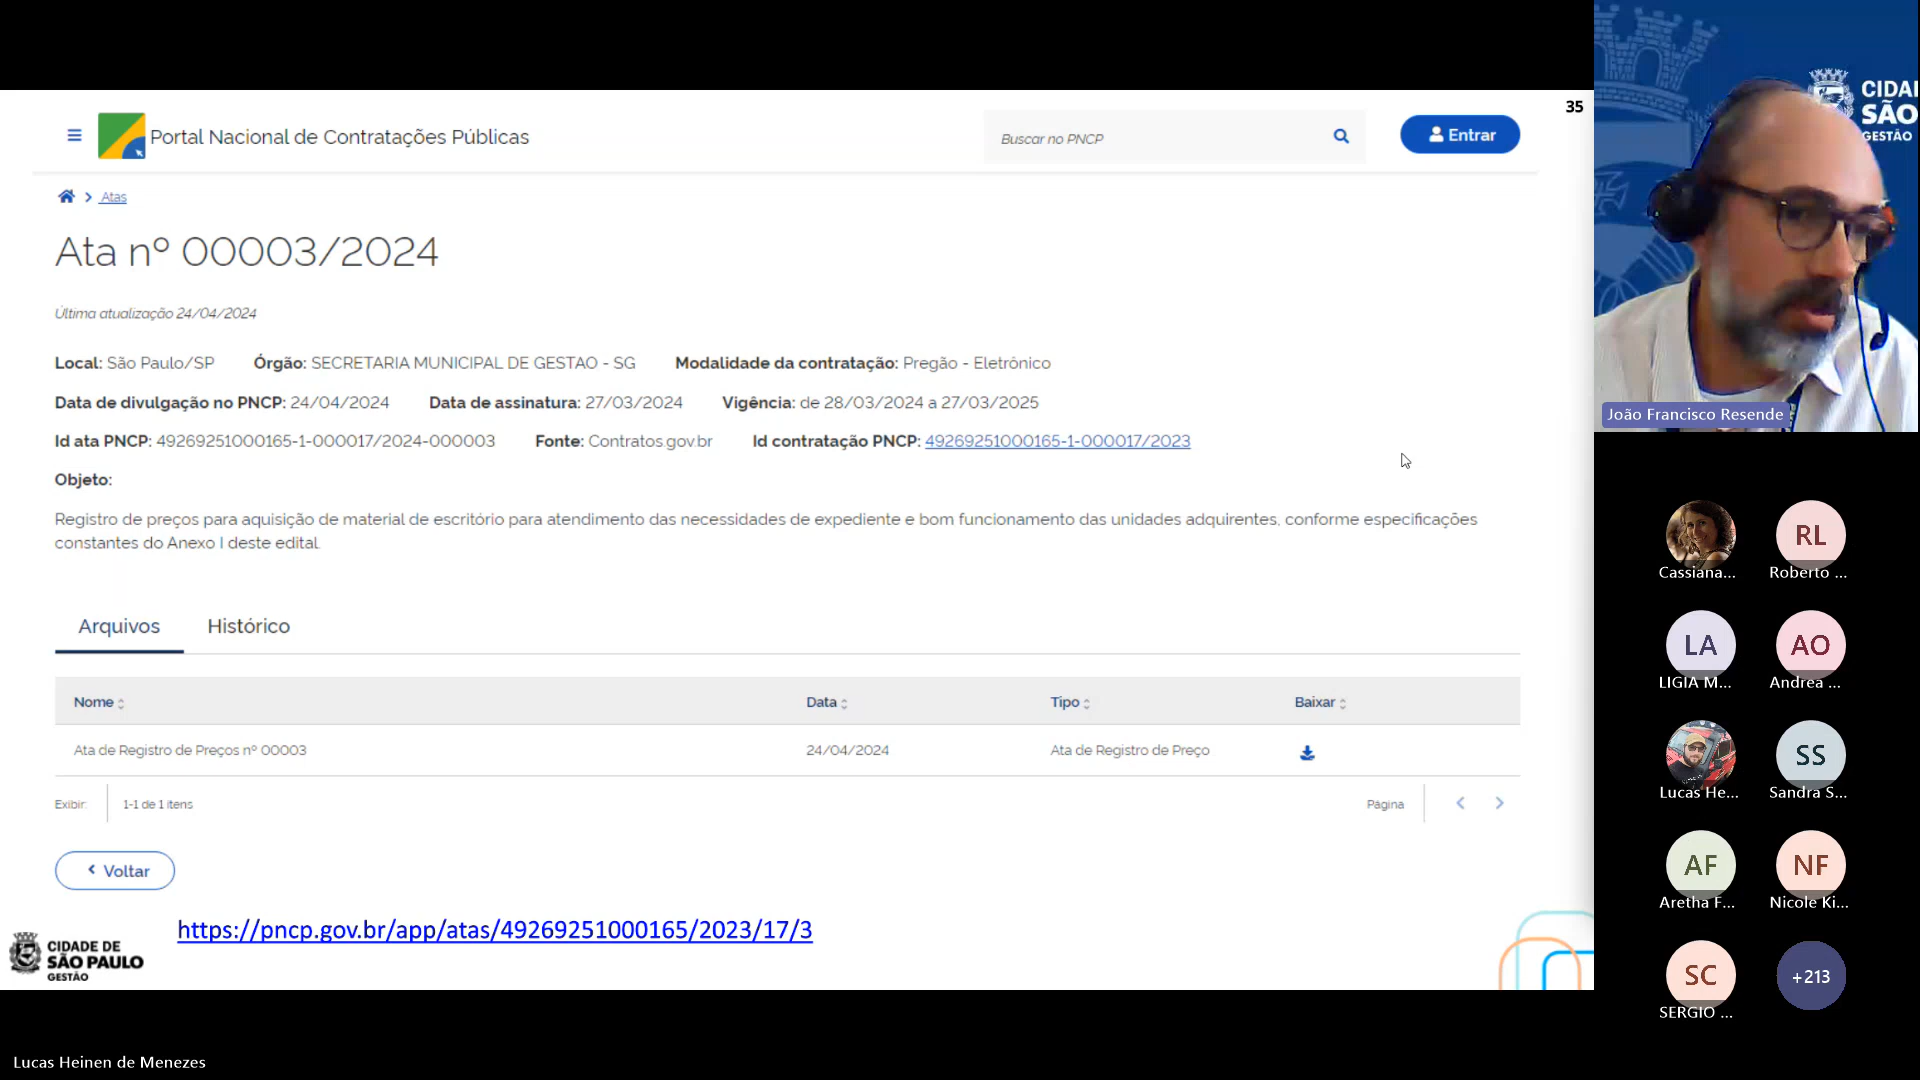 35
Portal Nacional de Contratações Públicas
Buscar no PNCP
Entrar
Atas
Ata nº 00003/2024
Última atualização 24/04/2024
Local: São Paulo/SP Órgão: SECRETARIA MUNICIPAL DE GESTAO - SG Modalidade da contratação: Pregão - Eletrônico
Data de divulgação no PNCP: 24/04/2024 Data de assinatura: 27/03/2024 Vigência: de 28/03/2024 a 27/03/2025
Id ata PNCP: 49269251000165-1-000017/2024-000003 Fonte: Contratos.gov.br Id contratação PNCP: 49269251000165-1-000017/2023
Objeto:
Registro de preços para aquisição de material de escritório para atendimento das necessidades de expediente e bom funcionamento das unidades adquirentes, conforme especificações
constantes do Anexo I deste edital.
Arquivos Histórico
Nome Data Tipo Baixar
Ata de Registro de Preços nº 00003 24/04/2024 Ata de Registro de Preço
Exibir: 1-1 de 1 itens Página
Voltar
https://pncp.gov.br/app/atas/49269251000165/2023/17/3
CIDADE DE
SÃO PAULO
GESTÃO
CIDA
SÃO
GESTÃO
João Francisco Resende
Cassiana...
RL
Roberto ...
LA
LIGIA M...
AO
Andrea ...
Lucas He...
SS
Sandra S...
AF
Aretha F...
NF
Nicole Ki...
SC
SERGIO ...
+213
Lucas Heinen de Menezes